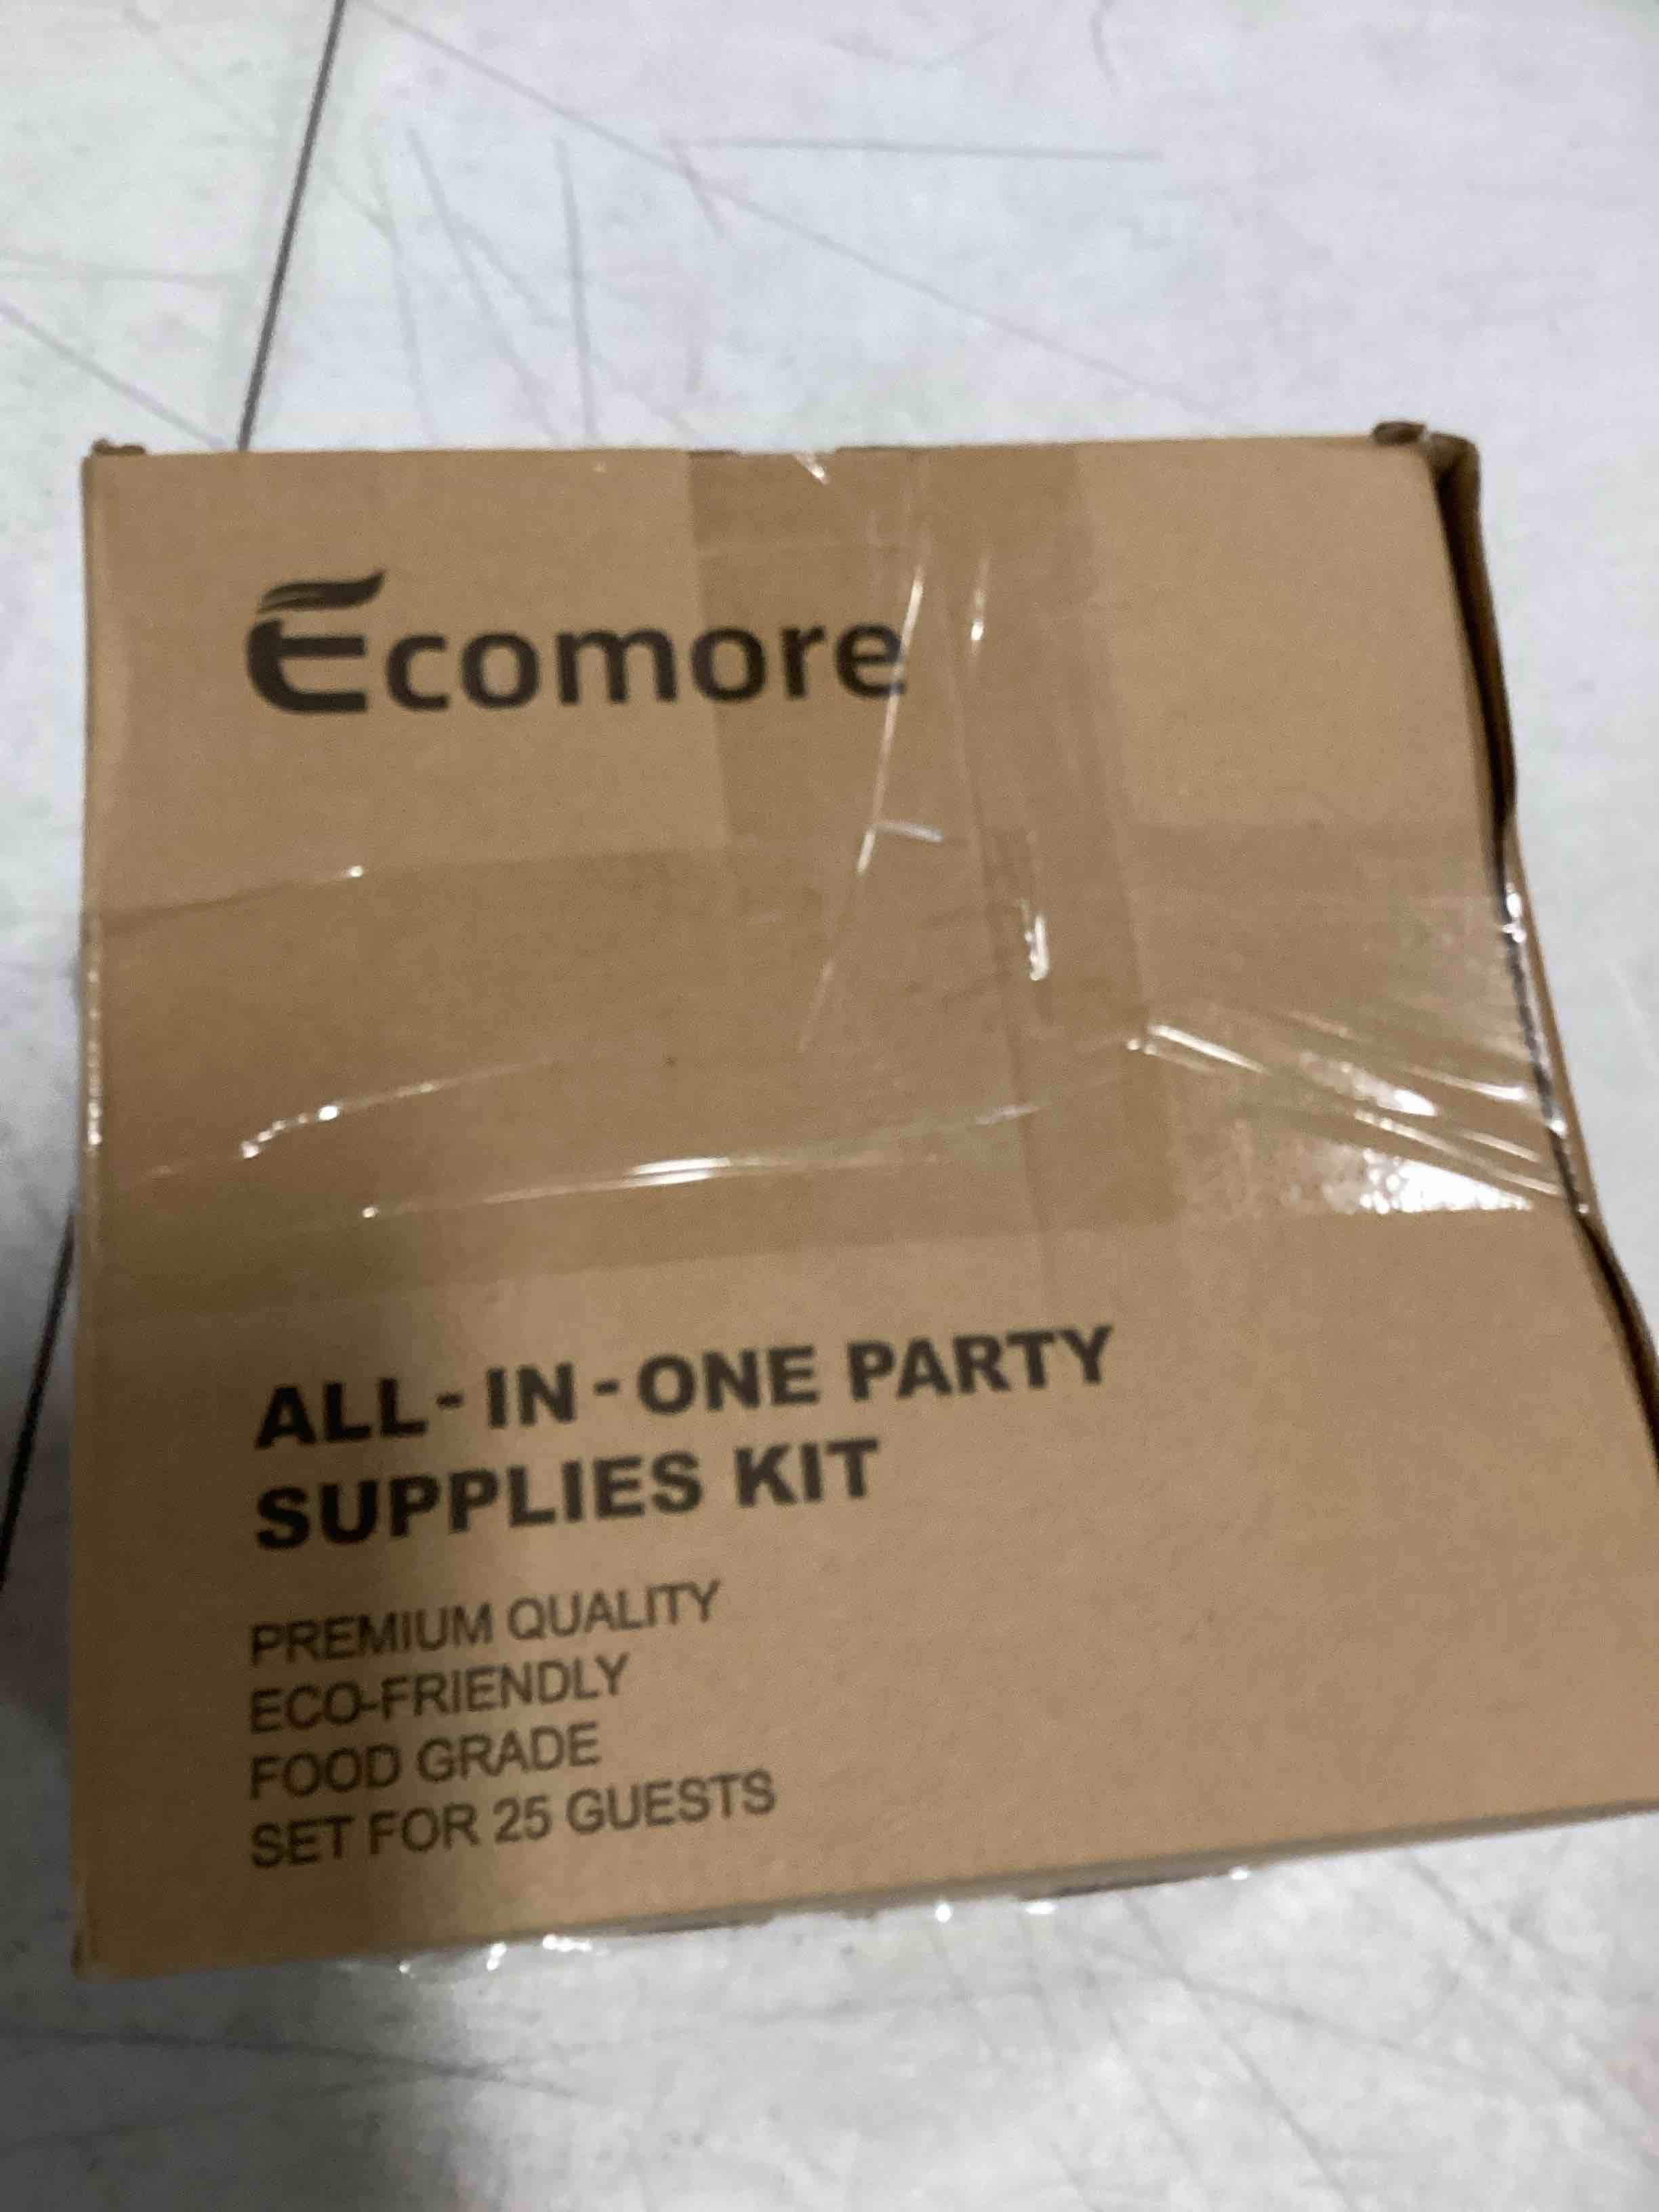 Ecomore
ALL-IN-ONE PARTY
SUPPLIES KIT
PREMIUM QUALITY
ECO-FRIENDLY
FOOD GRADE
SET FOR 25 GUESTS